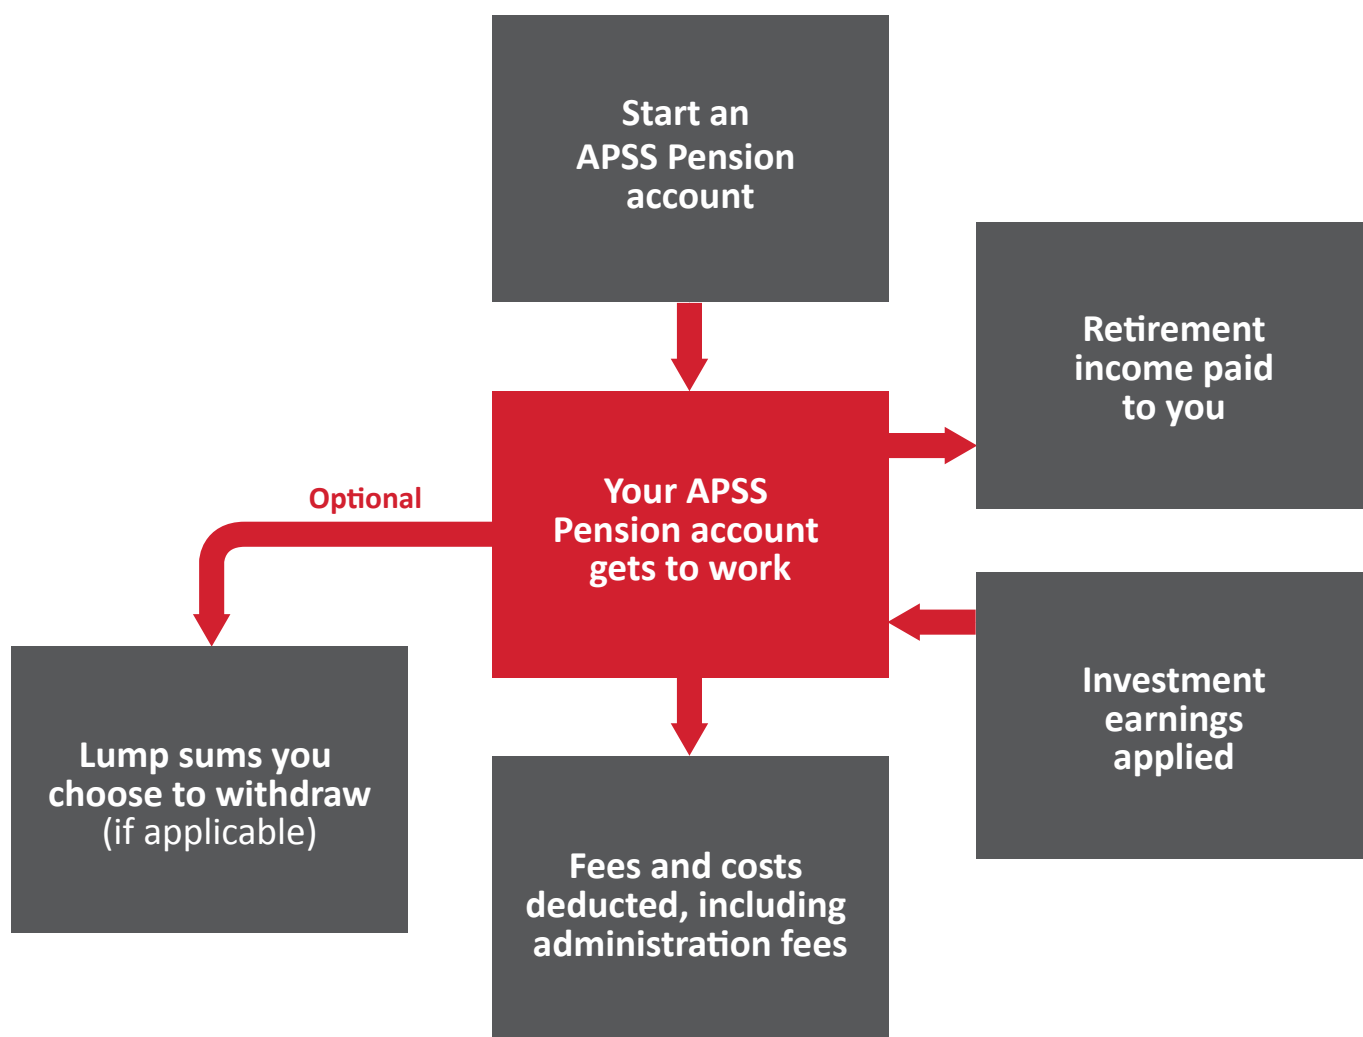 Start an
APSS Pension
account
Retirement
income paid
to you
Optional
Your APSS
Pension account
gets to work
Investment
earnings
applied
Lump sums you
choose to withdraw
(if applicable)
Fees and costs
deducted, including
administration fees